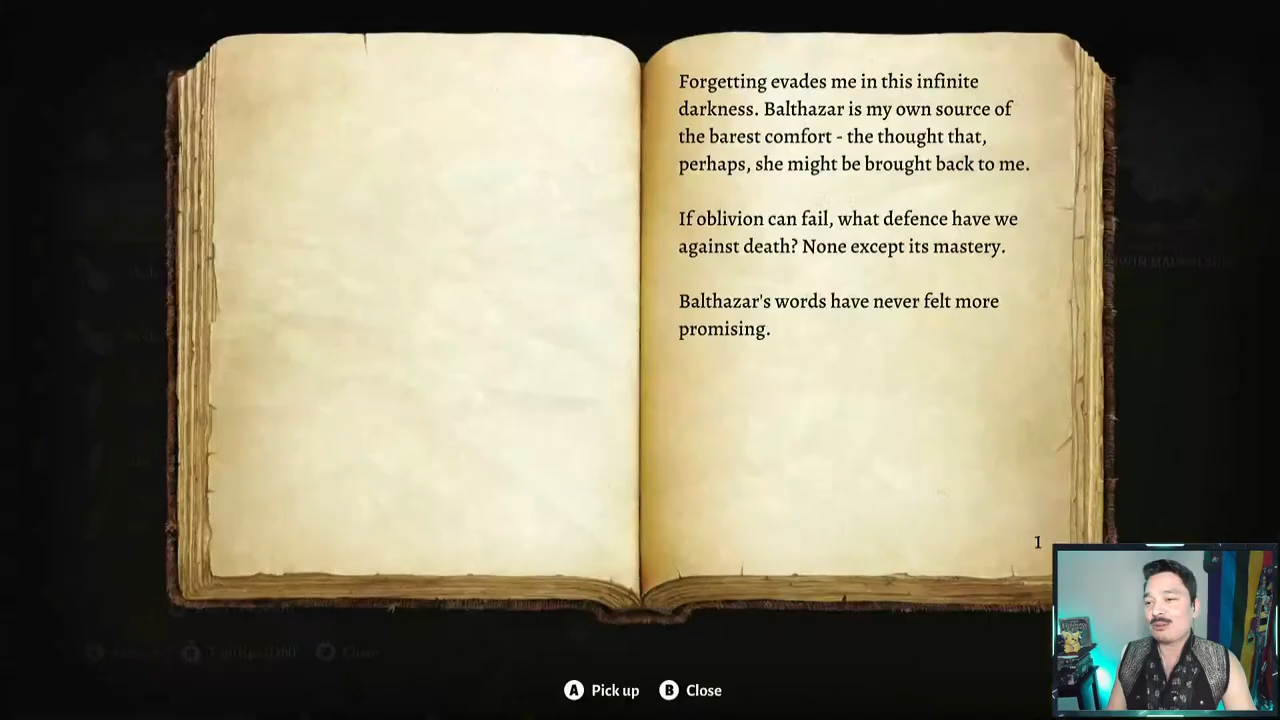 Forgetting evades me in this infinite
darkness. Balthazar is my own source of
the barest comfort - the thought that,
perhaps, she might be brought back to me.
If oblivion can fail, what defence have we
against death? None except its mastery.
Balthazar's words have never felt more
promising.
1
Close
A Pick up B Close